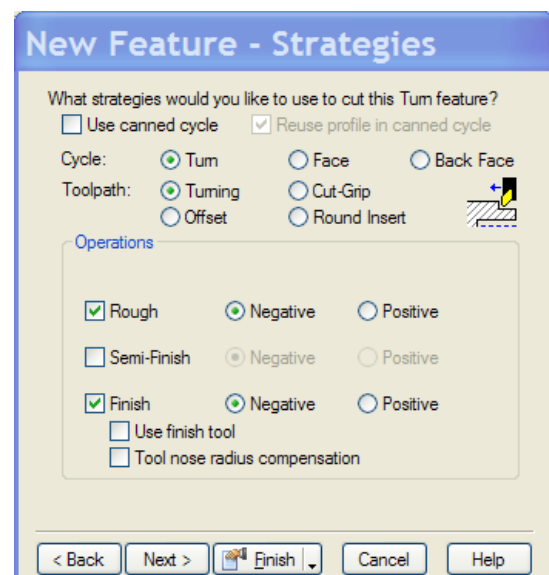 New Feature - Strategies
What strategies would you like to use to cut this Turn feature?
Use canned cycle Reuse profile in canned cycle
Cycle: Turn Face Back Face
Toolpath: Turning Cut-Grip
Offset Round Insert
Operations
Rough Negative Positive
Semi-Finish Negative Positive
Finish Negative Positive
Use finish tool
Tool nose radius compensation
< Back Next > Finish Cancel Help